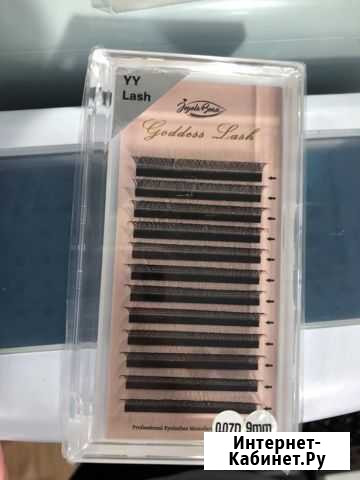 YY
Lash
Goddess Lash
Professional Eyelashes
0.07D 9mm
Интернет-
Кабинет.Ру